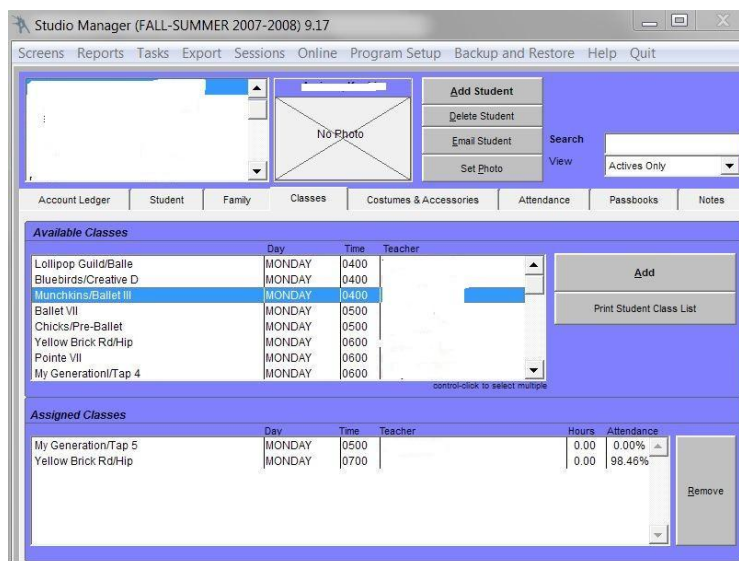 Studio Manager (FALL-SUMMER 2007-2008) 9.17
Screens Reports Tasks Export Sessions Online Program Setup Backup and Restore Help Quit
No Photo
Add Student
Delete Student
Email Student
Set Photo
Search
View Actives Only
Account Ledger Student Family Classes Costumes & Accessories Attendance Passbooks Notes
Available Classes
Day Time Teacher
Lollipop Guild/Balle MONDAY 0400
Bluebirds/Creative D MONDAY 0400
Munchkins/Ballet III MONDAY 0400
Ballet VII MONDAY 0500
Chicks/Pre-Ballet MONDAY 0500
Yellow Brick Rd/Hip MONDAY 0600
Pointe VII MONDAY 0600
My GenerationI/Tap 4 MONDAY 0600
control-click to select multiple
Add
Print Student Class List
Assigned Classes
Day Time Teacher Hours Attendance
My Generation/Tap 5 MONDAY 0500 0.00 0.00%
Yellow Brick Rd/Hip MONDAY 0700 0.00 98.46%
Remove